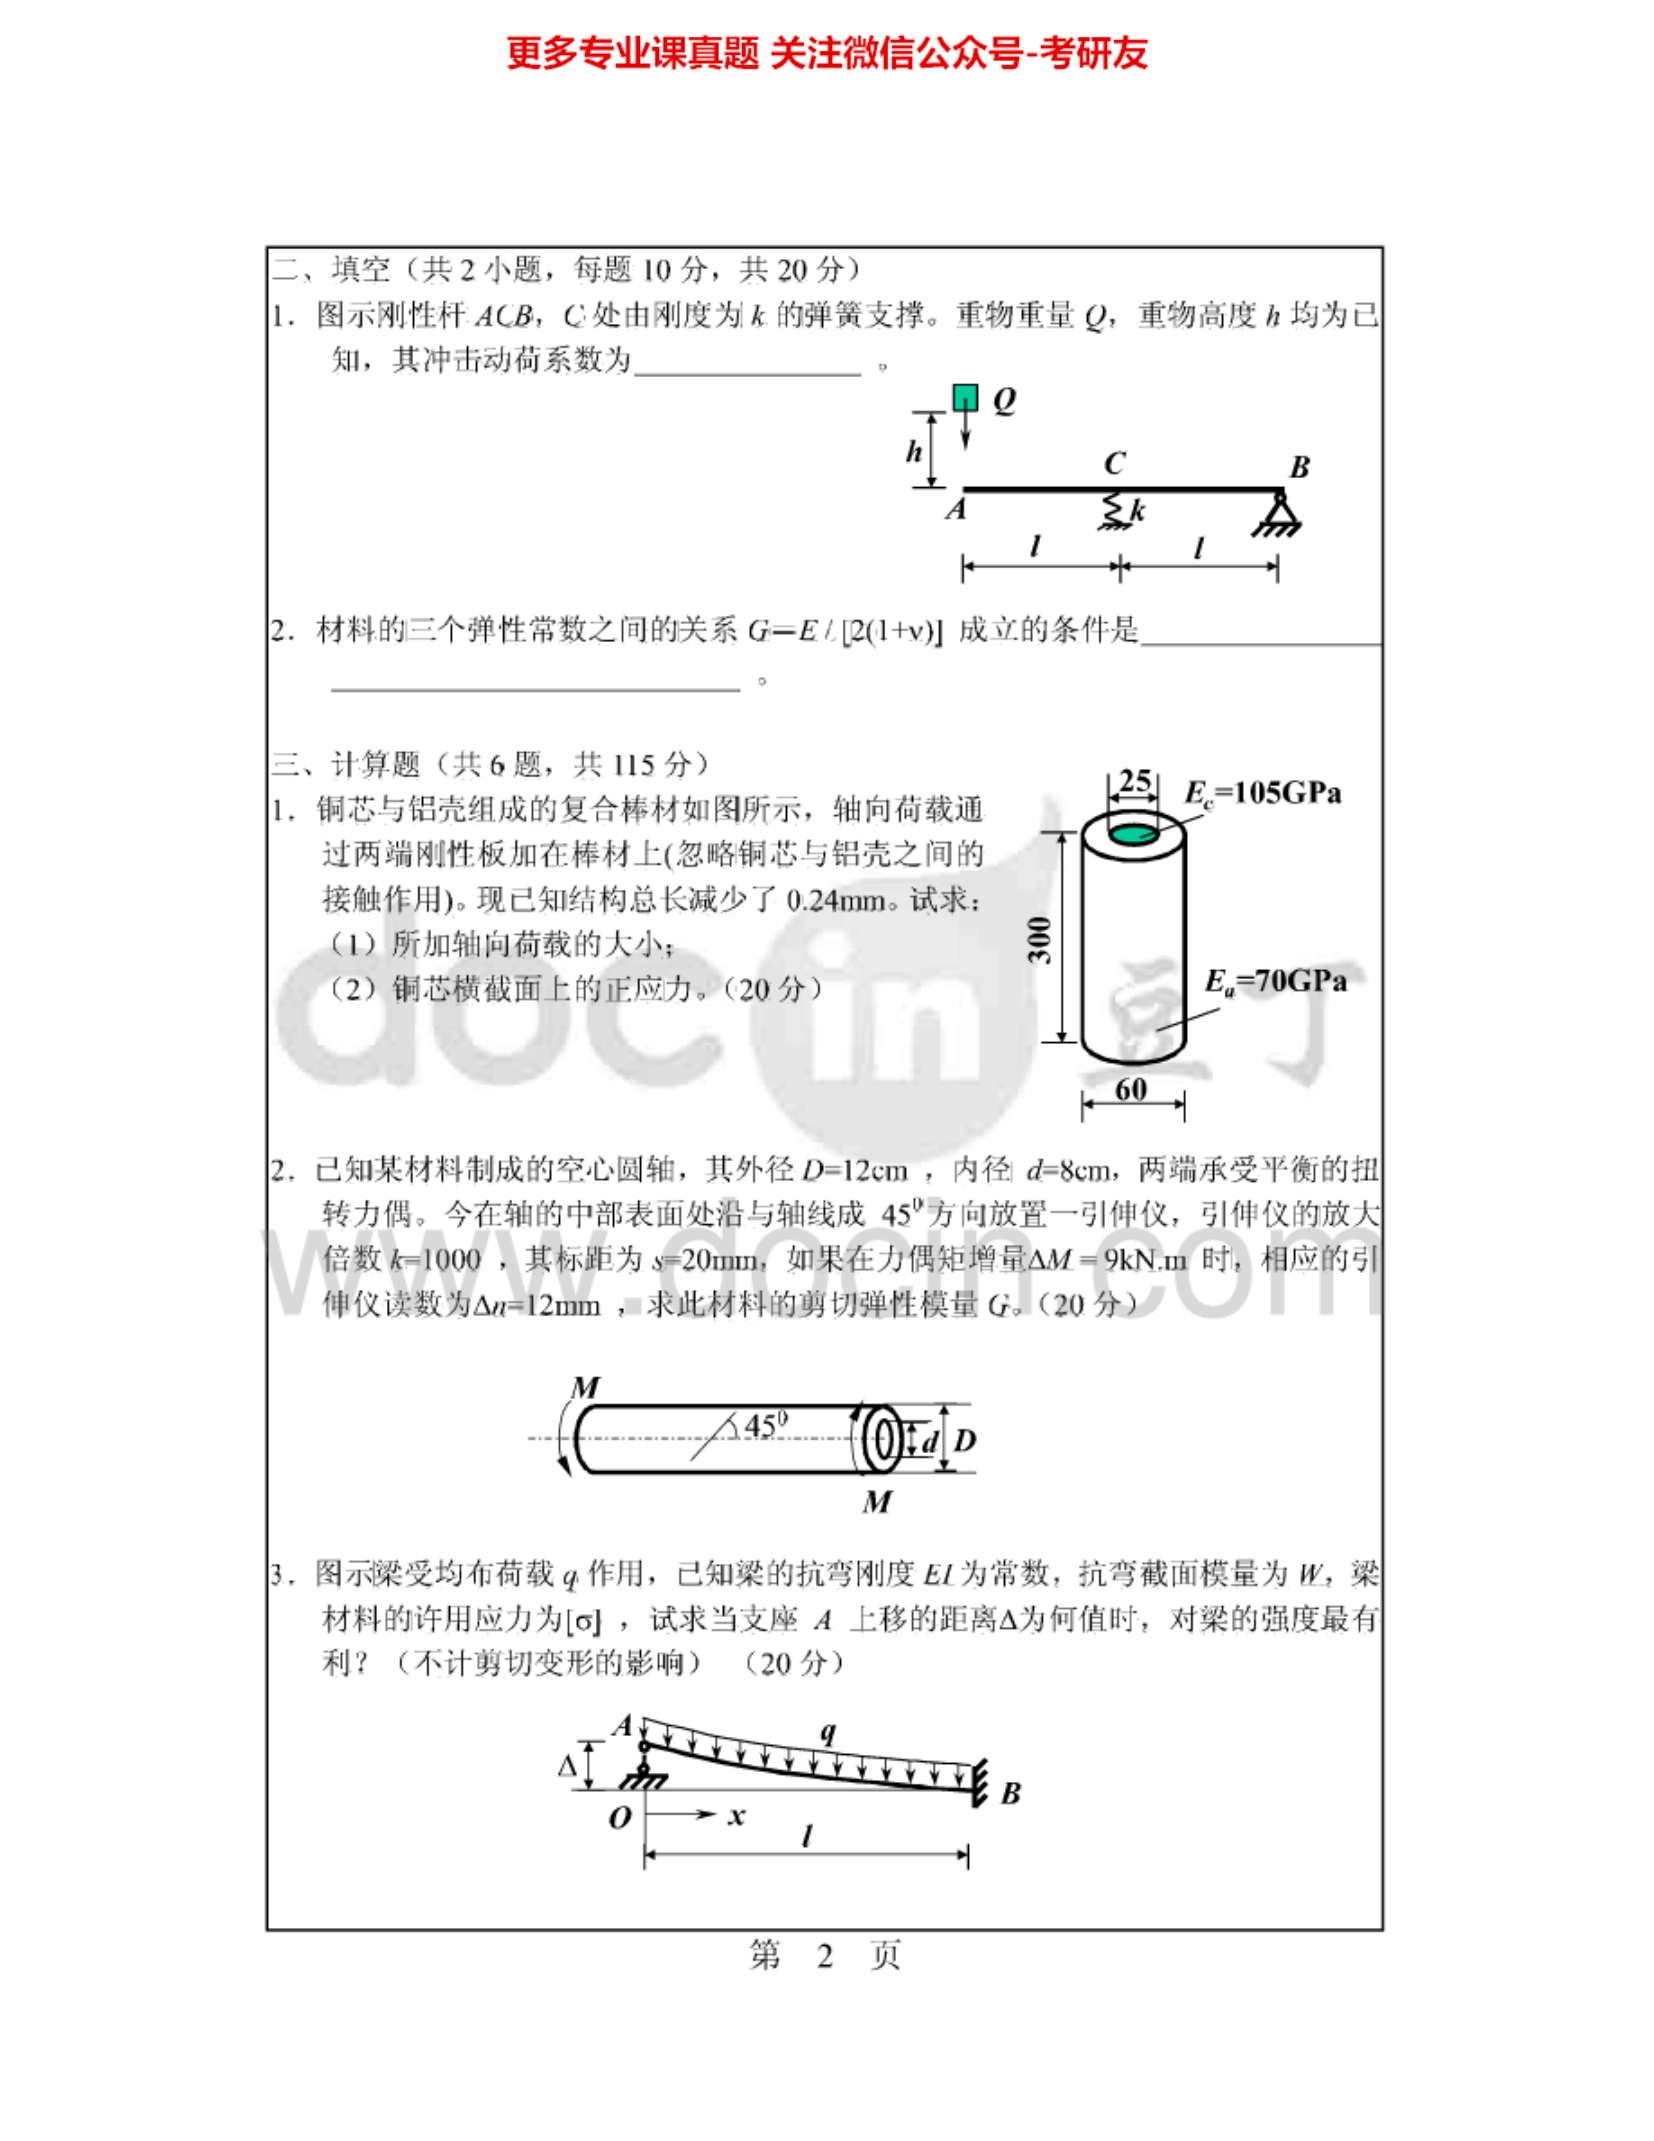 更多专业课真题 关注微信公众号-考研友
二、填空（共 2 小题，每题 10 分，共 20 分）
1．图示刚性杆 ACB，C 处由刚度为 k 的弹簧支撑。重物重量 Q，重物高度 h 均为已
知，其冲击动荷系数为______________ 。
Q
h
C
B
A
k
l
l
2．材料的三个弹性常数之间的关系 G=E / [2(1+ν)] 成立的条件是______________
______________ 。
三、计算题（共 6 题，共 115 分）
1．铜芯与铝壳组成的复合棒材如图所示，轴向荷载通
过两端刚性板加在棒材上(忽略铜芯与铝壳之间的
接触作用)。现已知结构总长减少了 0.24mm。试求：
（1）所加轴向荷载的大小；
（2）铜芯横截面上的正应力。（20 分）
25
Ec=105GPa
300
Ea=70GPa
60
docin 豆丁
2．已知某材料制成的空心圆轴，其外径 D=12cm ，内径 d=8cm，两端承受平衡的扭
转力偶。今在轴的中部表面处沿与轴线成 45⁰ 方向放置一引伸仪，引伸仪的放大
倍数 k=1000 ，其标距为 s=20mm，如果在力偶矩增量ΔM = 9kN.m 时，相应的引
伸仪读数为Δn=12mm ，求此材料的剪切弹性模量 G。（20 分）
www.docin.com
M
45⁰
d
D
M
3．图示梁受均布荷载 q 作用，已知梁的抗弯刚度 EI 为常数，抗弯截面模量为 W，梁
材料的许用应力为[σ] ，试求当支座 A 上移的距离Δ为何值时，对梁的强度最有
利？（不计剪切变形的影响）（20 分）
A
q
Δ
B
O
x
l
第 2 页